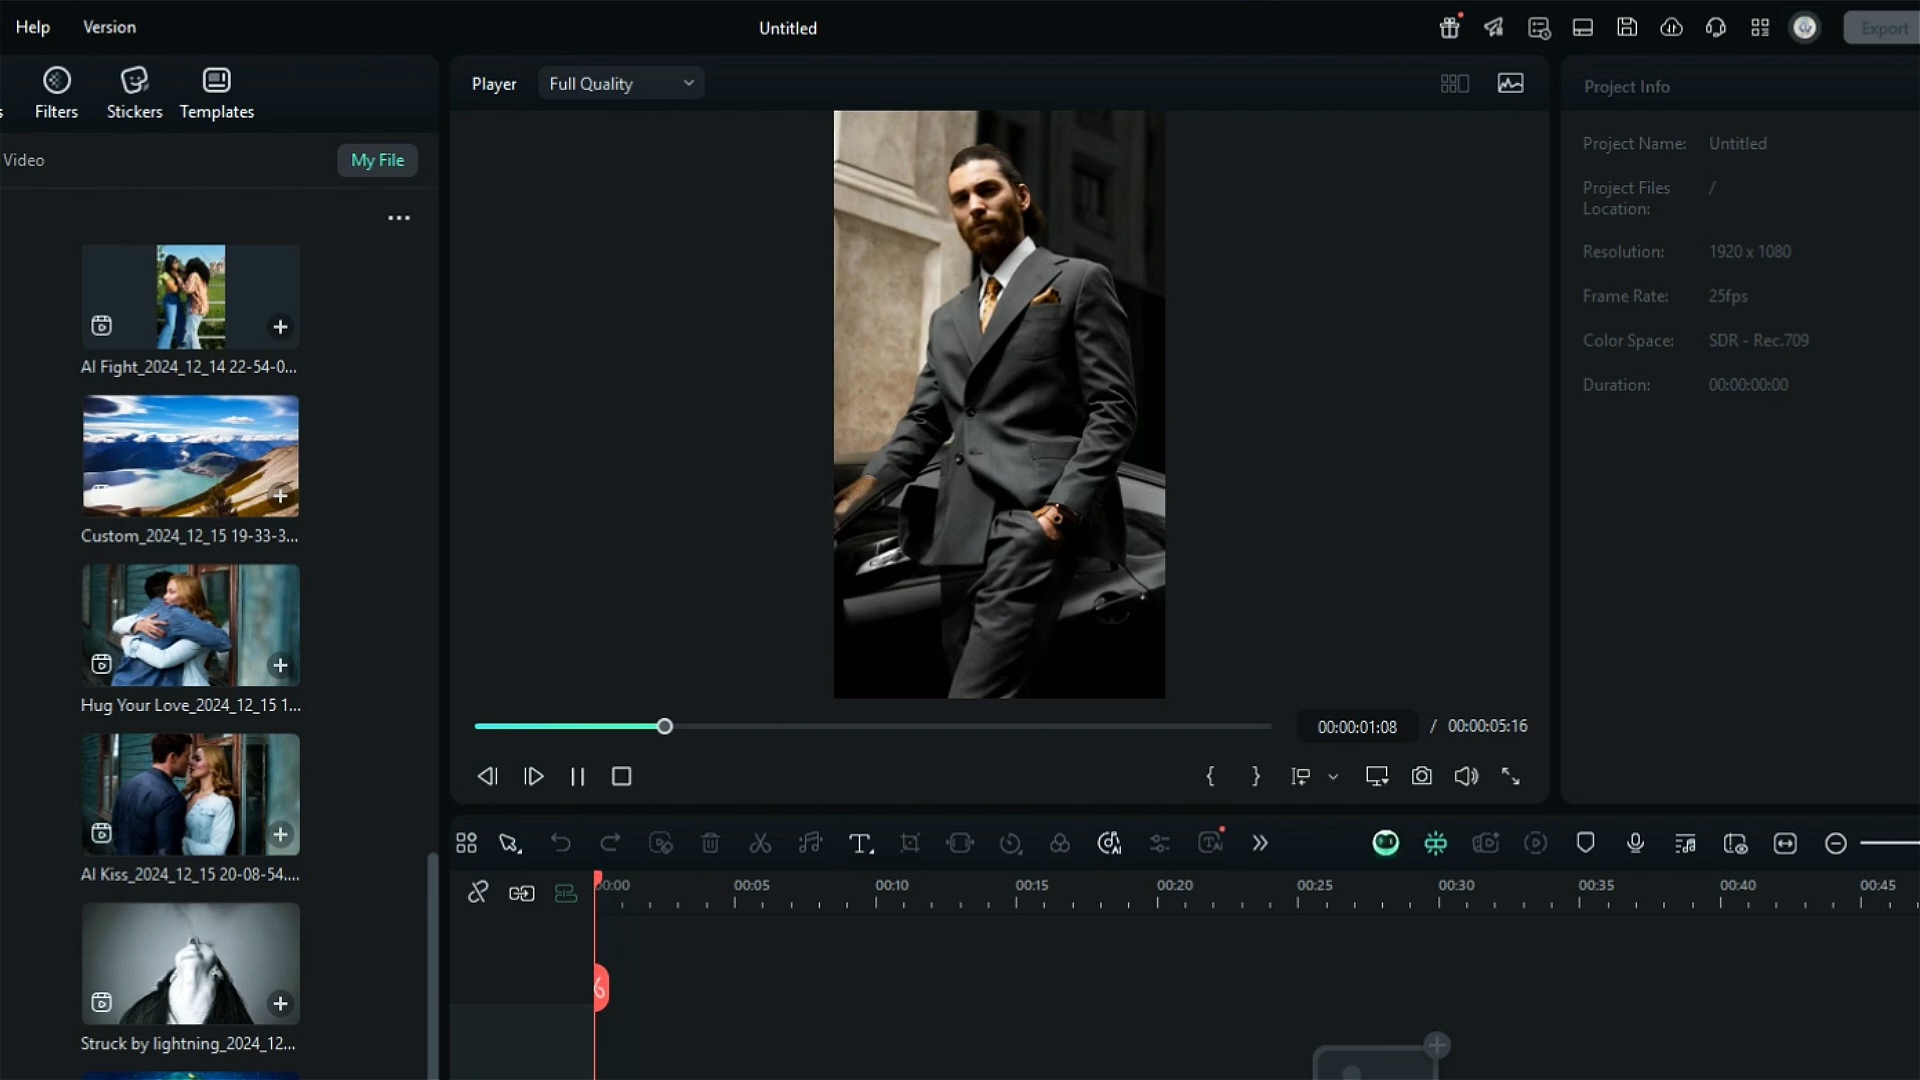 Help
Version
Untitled
Export
Filters
Stickers
Templates
Player
Full Quality
Project Info
Video
My File
Project Name:
Untitled
Project Files Location:
/
Resolution:
1920 x 1080
Frame Rate:
25fps
Color Space:
SDR - Rec.709
Duration:
00:00:00:00
AI Fight_2024_12_14 22-54-0...
Custom_2024_12_15 19-33-3...
Hug Your Love_2024_12_15 1...
AI Kiss_2024_12_15 20-08-54....
Struck by lightning_2024_12...
00:00:01:08
/
00:00:05:16
00:00
00:05
00:10
00:15
00:20
00:25
00:30
00:35
00:40
00:45